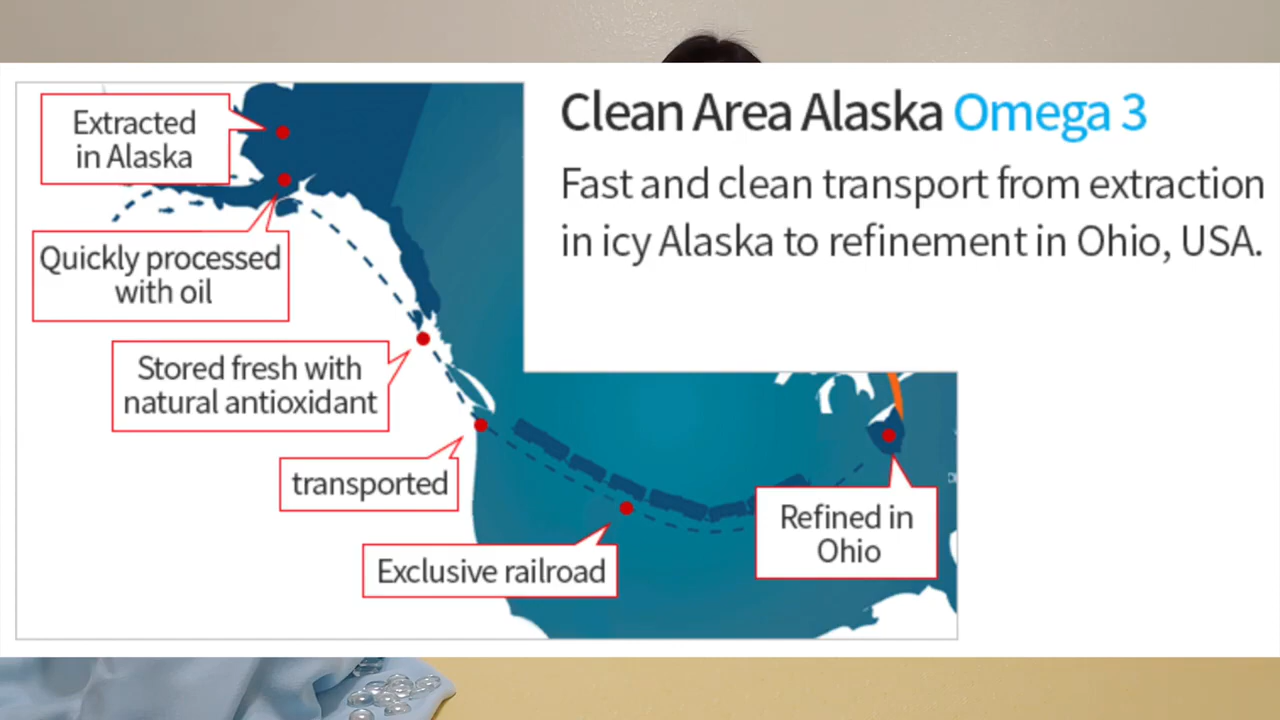 Clean Area Alaska Omega 3
Fast and clean transport from extraction
in icy Alaska to refinement in Ohio, USA.
Extracted
in Alaska
Quickly processed
with oil
Stored fresh with
natural antioxidant
transported
Exclusive railroad
Refined in
Ohio